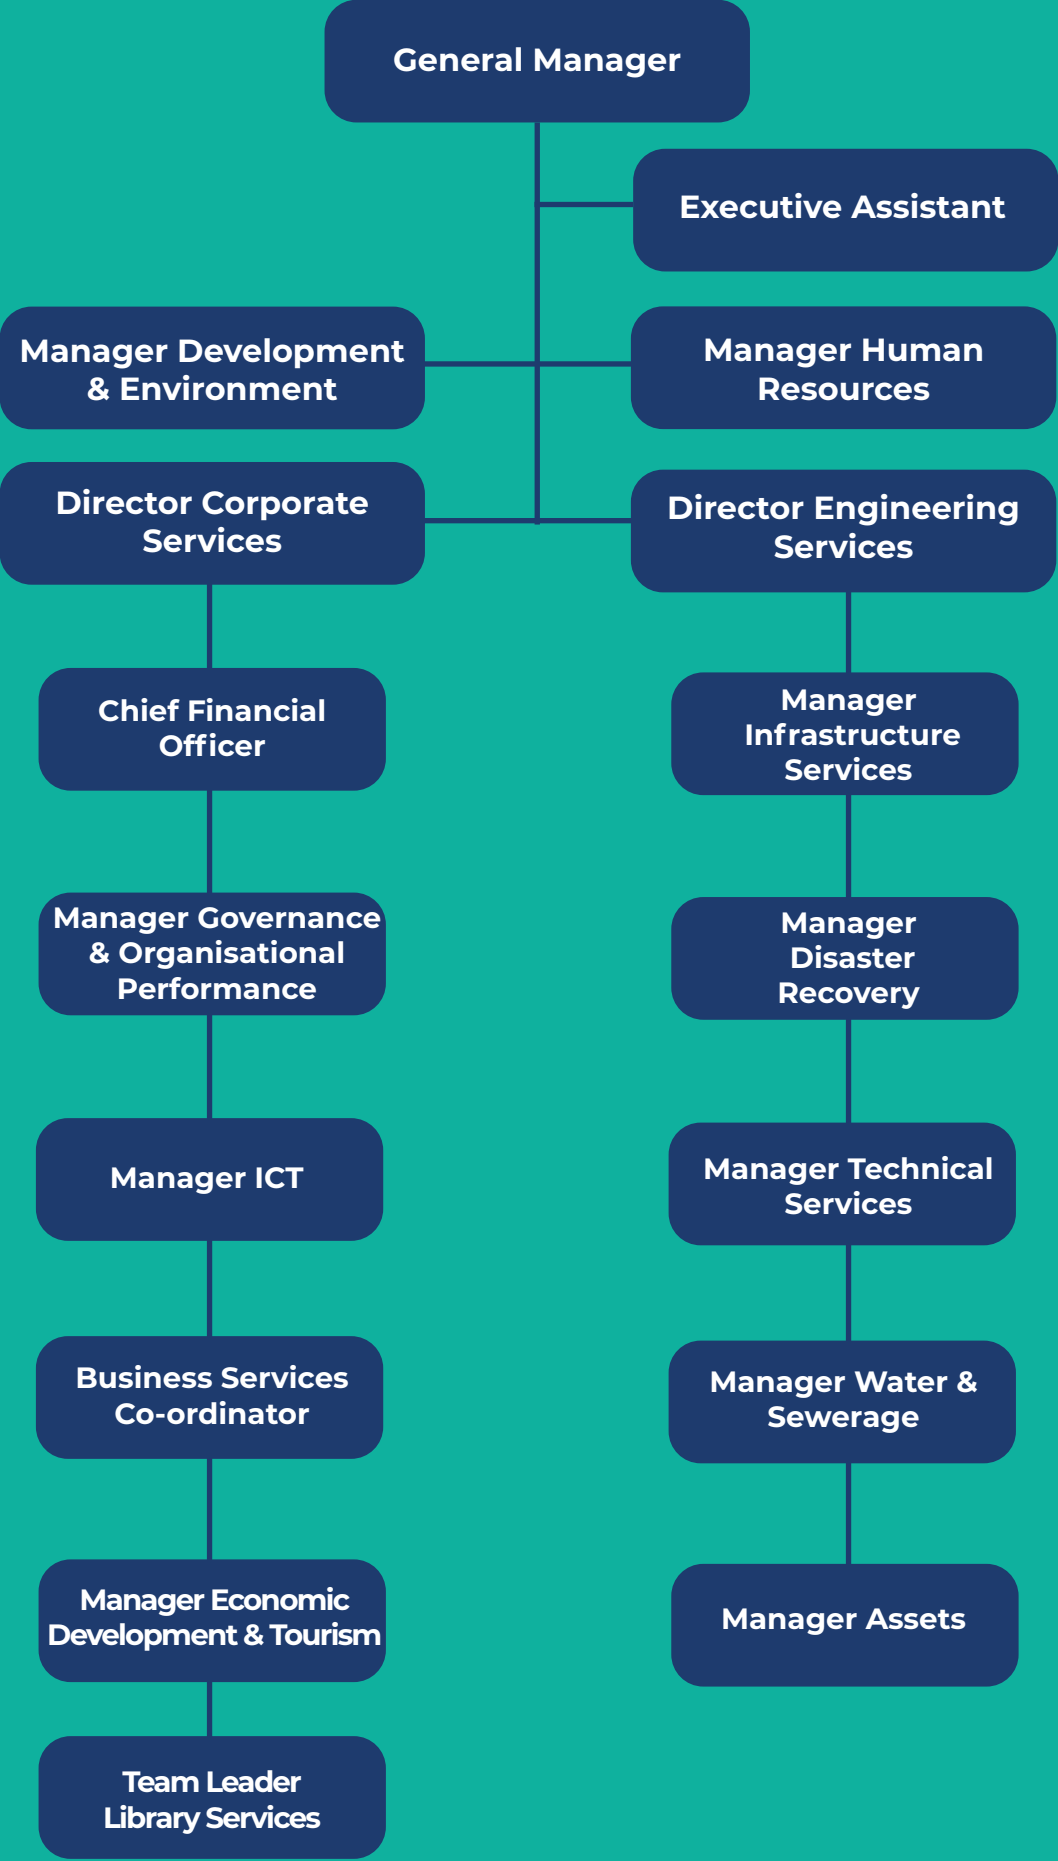 General Manager
Executive Assistant
Manager Development
& Environment
Manager Human
Resources
Director Corporate
Services
Director Engineering
Services
Chief Financial
Officer
Manager
Infrastructure
Services
Manager Governance
& Organisational
Performance
Manager
Disaster
Recovery
Manager ICT
Manager Technical
Services
Business Services
Co-ordinator
Manager Water &
Sewerage
Manager Economic
Development & Tourism
Manager Assets
Team Leader
Library Services